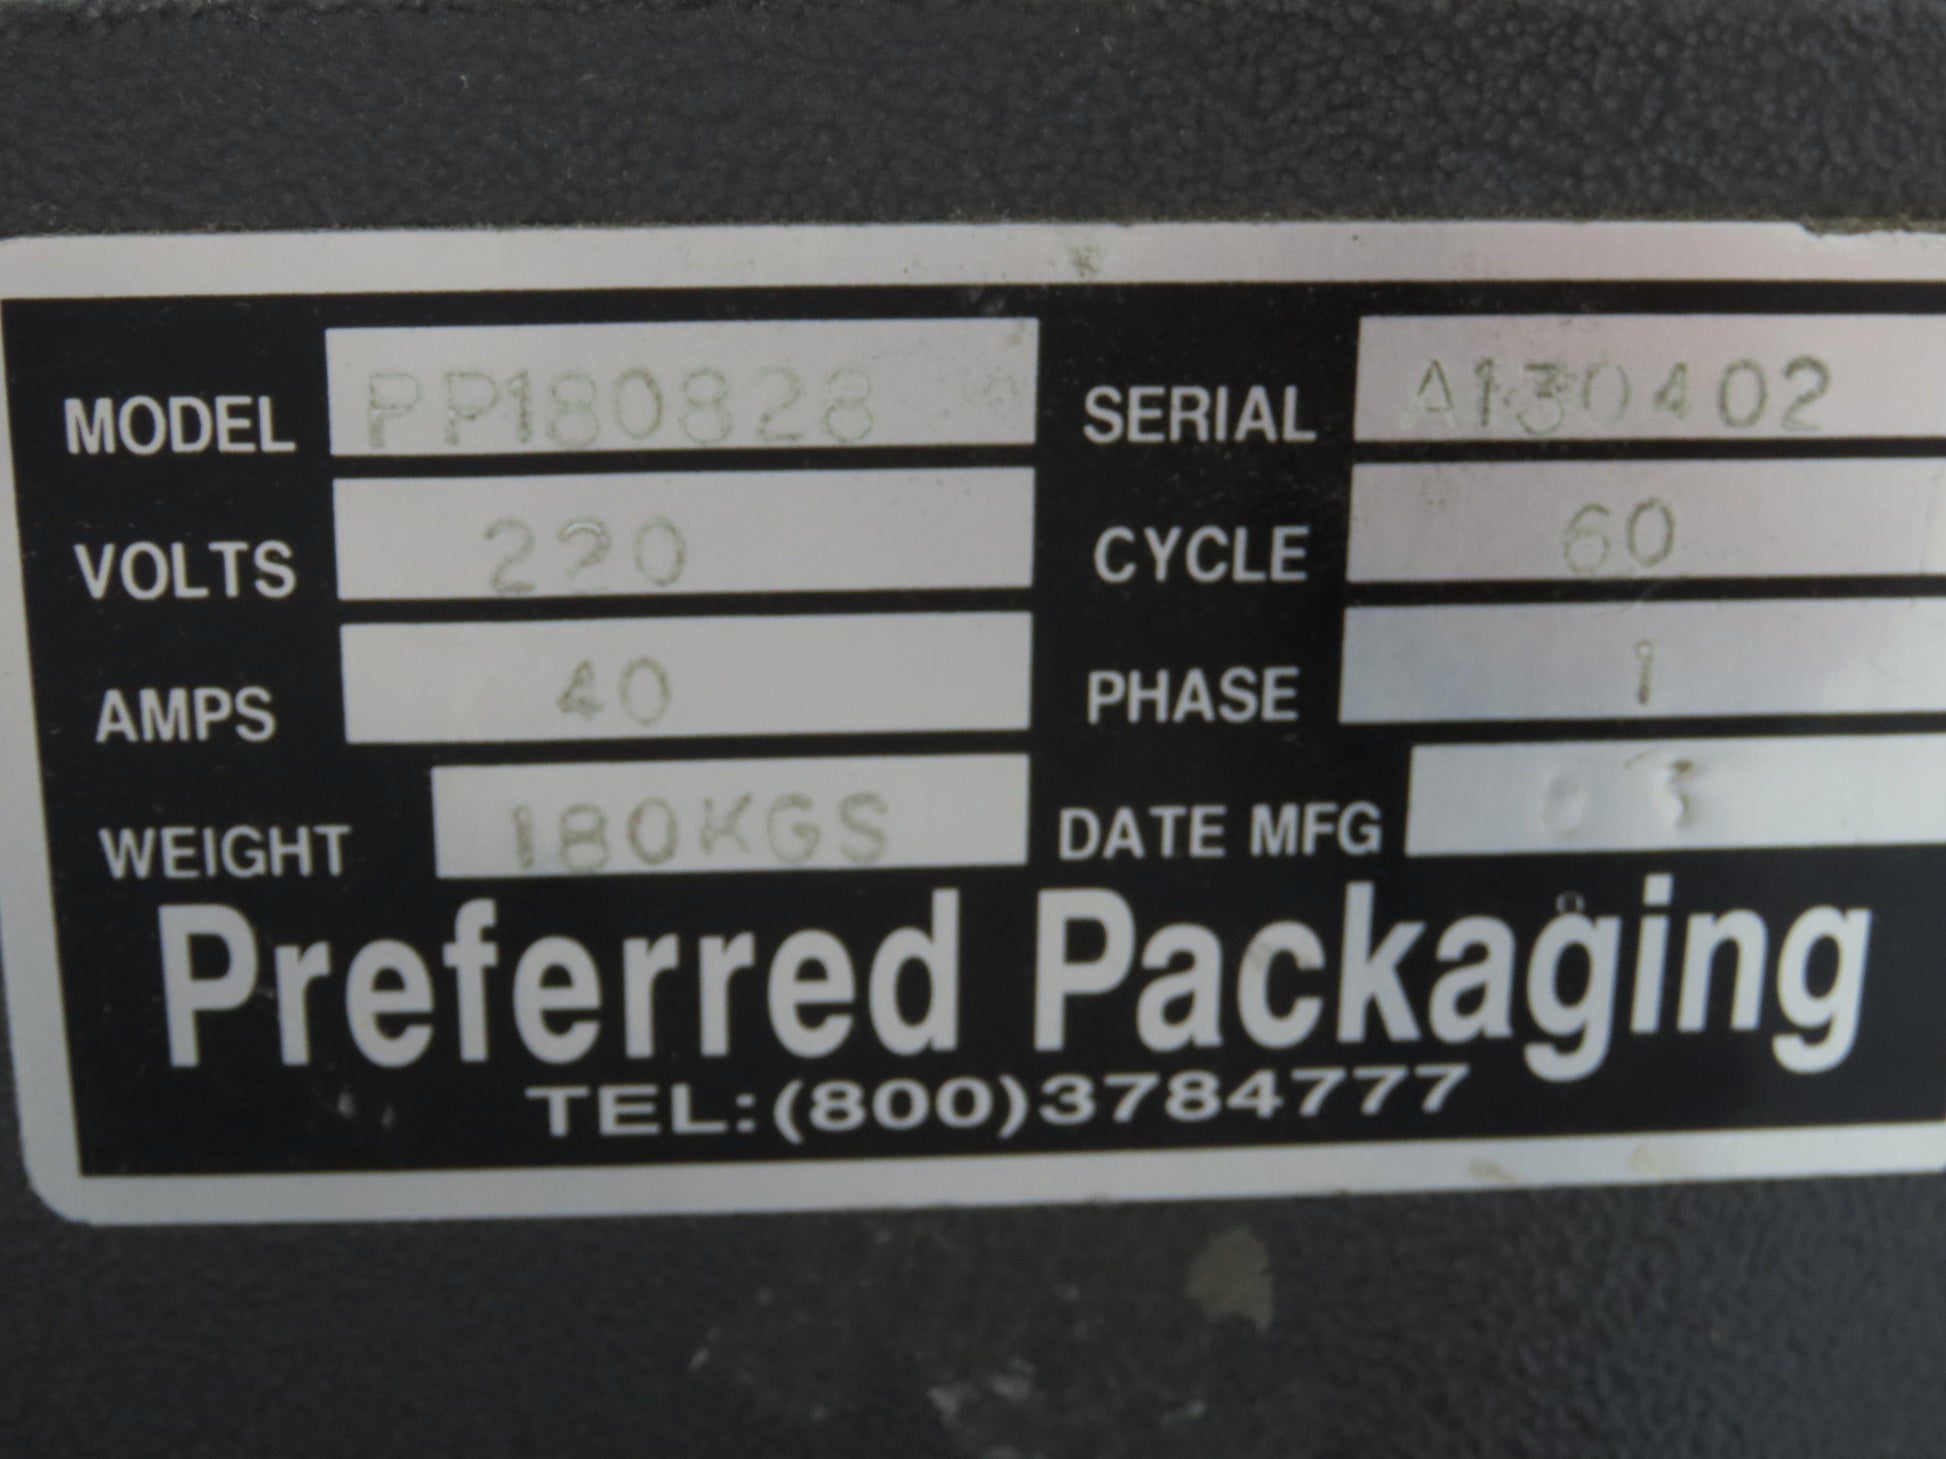 MODEL PP180828 SERIAL A130402
VOLTS 220 CYCLE 60
AMPS 40 PHASE 1
WEIGHT 180KGS DATE MFG 03
Preferred Packaging
TEL:(800)3784777